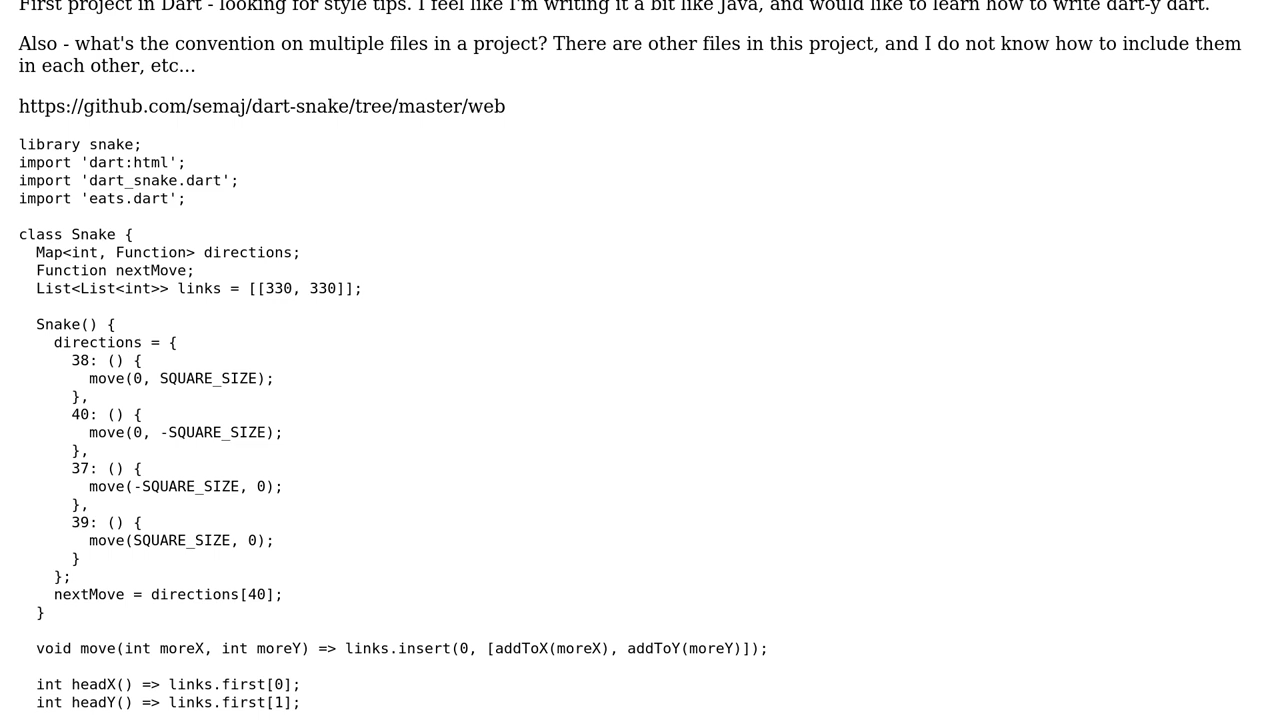 First project in Dart - looking for style tips. I feel like I'm writing it a bit like Java, and would like to learn how to write dart-y dart.
Also - what's the convention on multiple files in a project? There are other files in this project, and I do not know how to include them
in each other, etc...
https://github.com/semaj/dart-snake/tree/master/web
library snake;
import 'dart:html';
import 'dart_snake.dart';
import 'eats.dart';
class Snake {
  Map<int, Function> directions;
  Function nextMove;
  List<List<int>> links = [[330, 330]];
  Snake() {
    directions = {
      38: () {
        move(0, SQUARE_SIZE);
      },
      40: () {
        move(0, -SQUARE_SIZE);
      },
      37: () {
        move(-SQUARE_SIZE, 0);
      },
      39: () {
        move(SQUARE_SIZE, 0);
      }
    };
    nextMove = directions[40];
  }
  void move(int moreX, int moreY) => links.insert(0, [addToX(moreX), addToY(moreY)]);
  int headX() => links.first[0];
  int headY() => links.first[1];